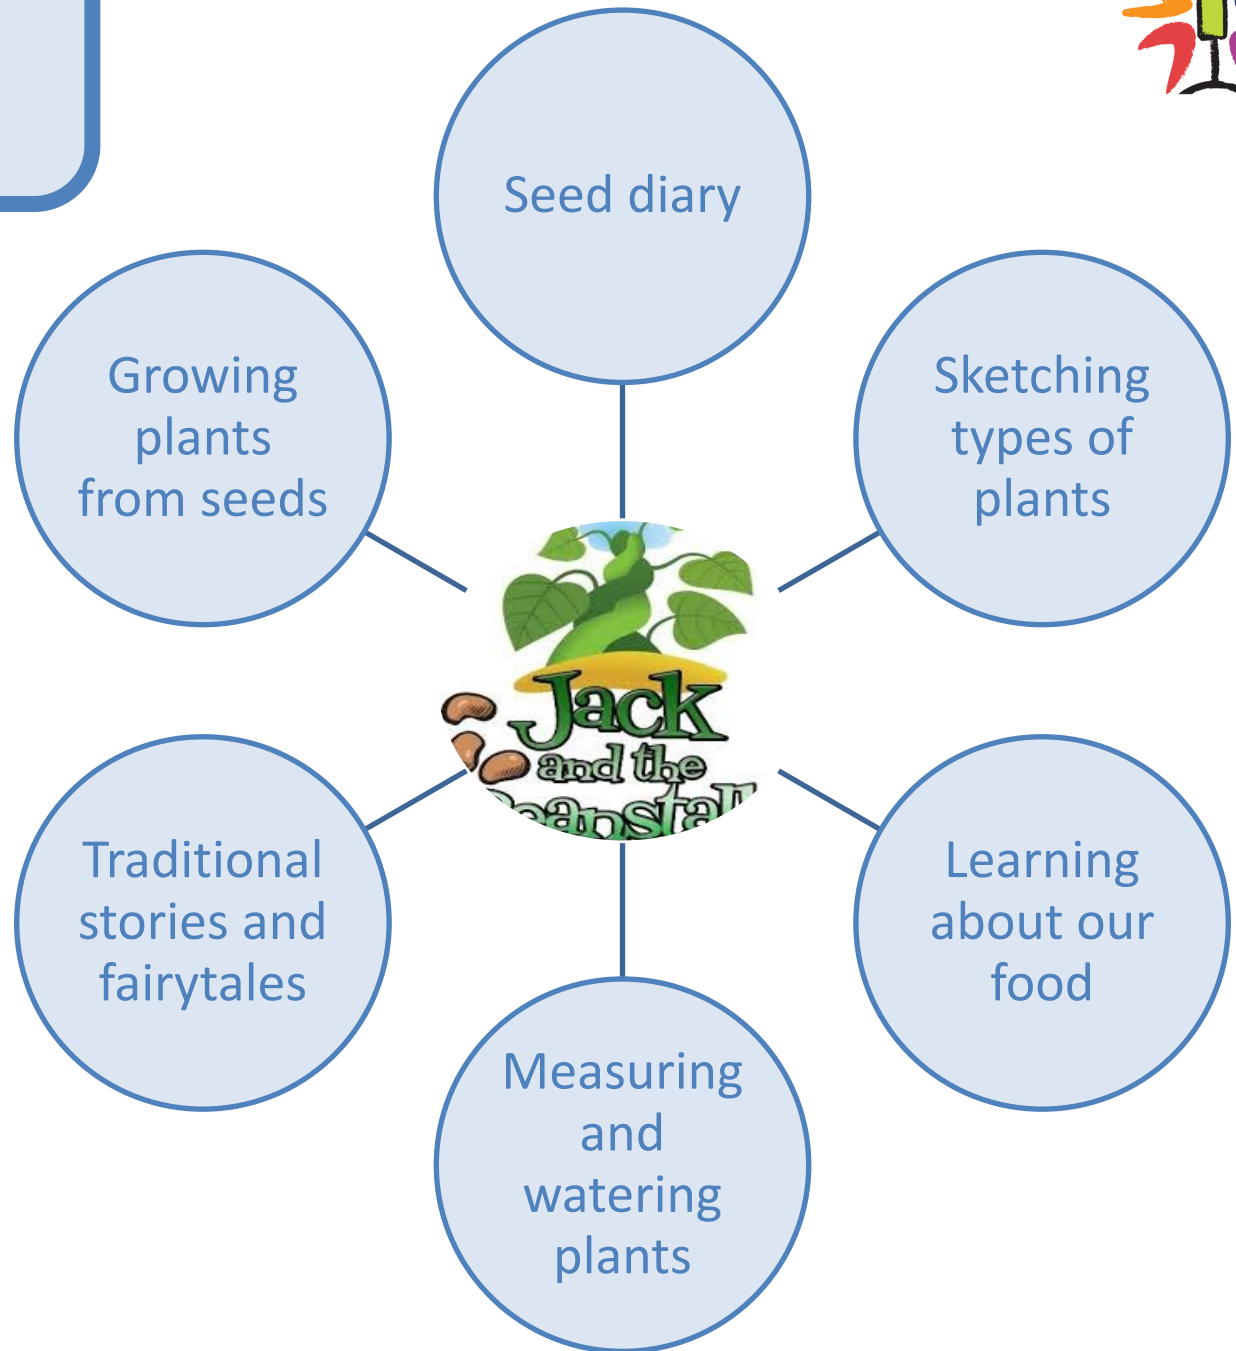 Seed diary
Growing
plants
from seeds
Sketching
types of
plants
Jack
and the
Traditional
stories and
fairytales
Learning
about our
food
Measuring
and
watering
plants